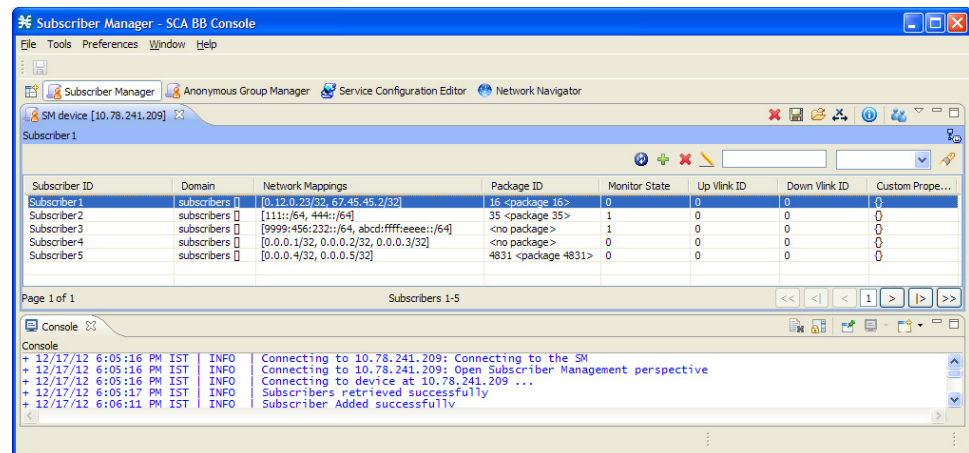 Subscriber Manager - SCA BB Console
File Tools Preferences Window Help
Subscriber Manager Anonymous Group Manager Service Configuration Editor Network Navigator
SM device [10.78.241.209]
Subscriber1
Subscriber ID Domain Network Mappings Package ID Monitor State Up Vlink ID Down Vlink ID Custom Prope...
Subscriber1 subscribers [] [0.12.0.23/32, 67.45.45.2/32] 16 <package 16> 0 0 0 {}
Subscriber2 subscribers [] [111::/64, 444::/64] 35 <package 35> 1 0 0 {}
Subscriber3 subscribers [] [9999:456:232::/64, abcd:ffff:eeee::/64] <no package> 1 0 0 {}
Subscriber4 subscribers [] [0.0.0.1/32, 0.0.0.2/32, 0.0.0.3/32] <no package> 0 0 0 {}
Subscriber5 subscribers [] [0.0.0.4/32, 0.0.0.5/32] 4831 <package 4831> 0 0 0 {}
Page 1 of 1 Subscribers 1-5 << <| < 1 > |> >>
Console
Console
+ 12/17/12 6:05:16 PM IST | INFO | Connecting to 10.78.241.209: Connecting to the SM
+ 12/17/12 6:05:16 PM IST | INFO | Connecting to 10.78.241.209: Open Subscriber Management perspective
+ 12/17/12 6:05:16 PM IST | INFO | Connecting to device at 10.78.241.209 ...
+ 12/17/12 6:05:17 PM IST | INFO | Subscribers retrieved successfully
+ 12/17/12 6:06:11 PM IST | INFO | Subscriber Added successfully